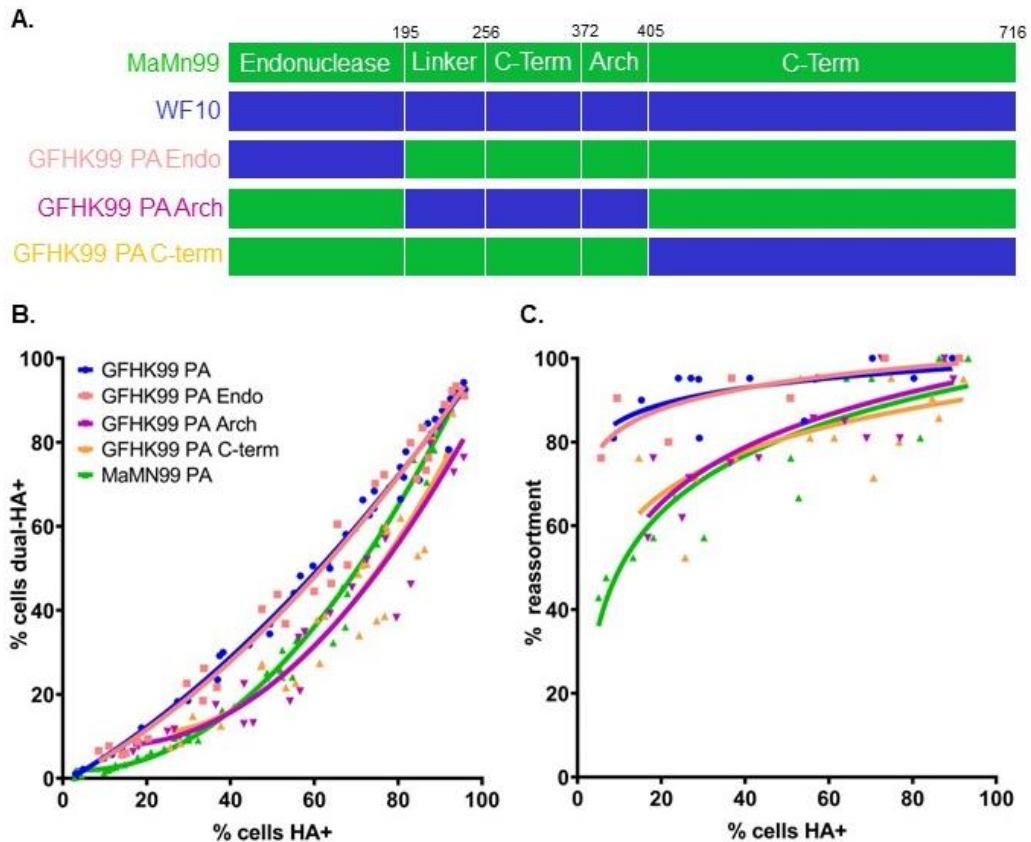 A.
195 256 372 405 716
MaMn99 Endonuclease Linker C-Term Arch C-Term
WF10
GFHK99 PA Endo
GFHK99 PA Arch
GFHK99 PA C-term
B.
100
80
60
40
20
0
% cells dual-HA+
GFHK99 PA
GFHK99 PA Endo
GFHK99 PA Arch
GFHK99 PA C-term
MaMN99 PA
0 20 40 60 80 100
% cells HA+
C.
100
80
60
40
20
0
% reassortment
0 20 40 60 80 100
% cells HA+